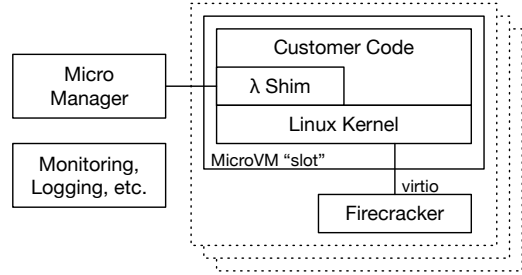 Customer Code
Micro
Manager
λ Shim
Linux Kernel
MicroVM “slot”
Monitoring,
Logging, etc.
virtio
Firecracker